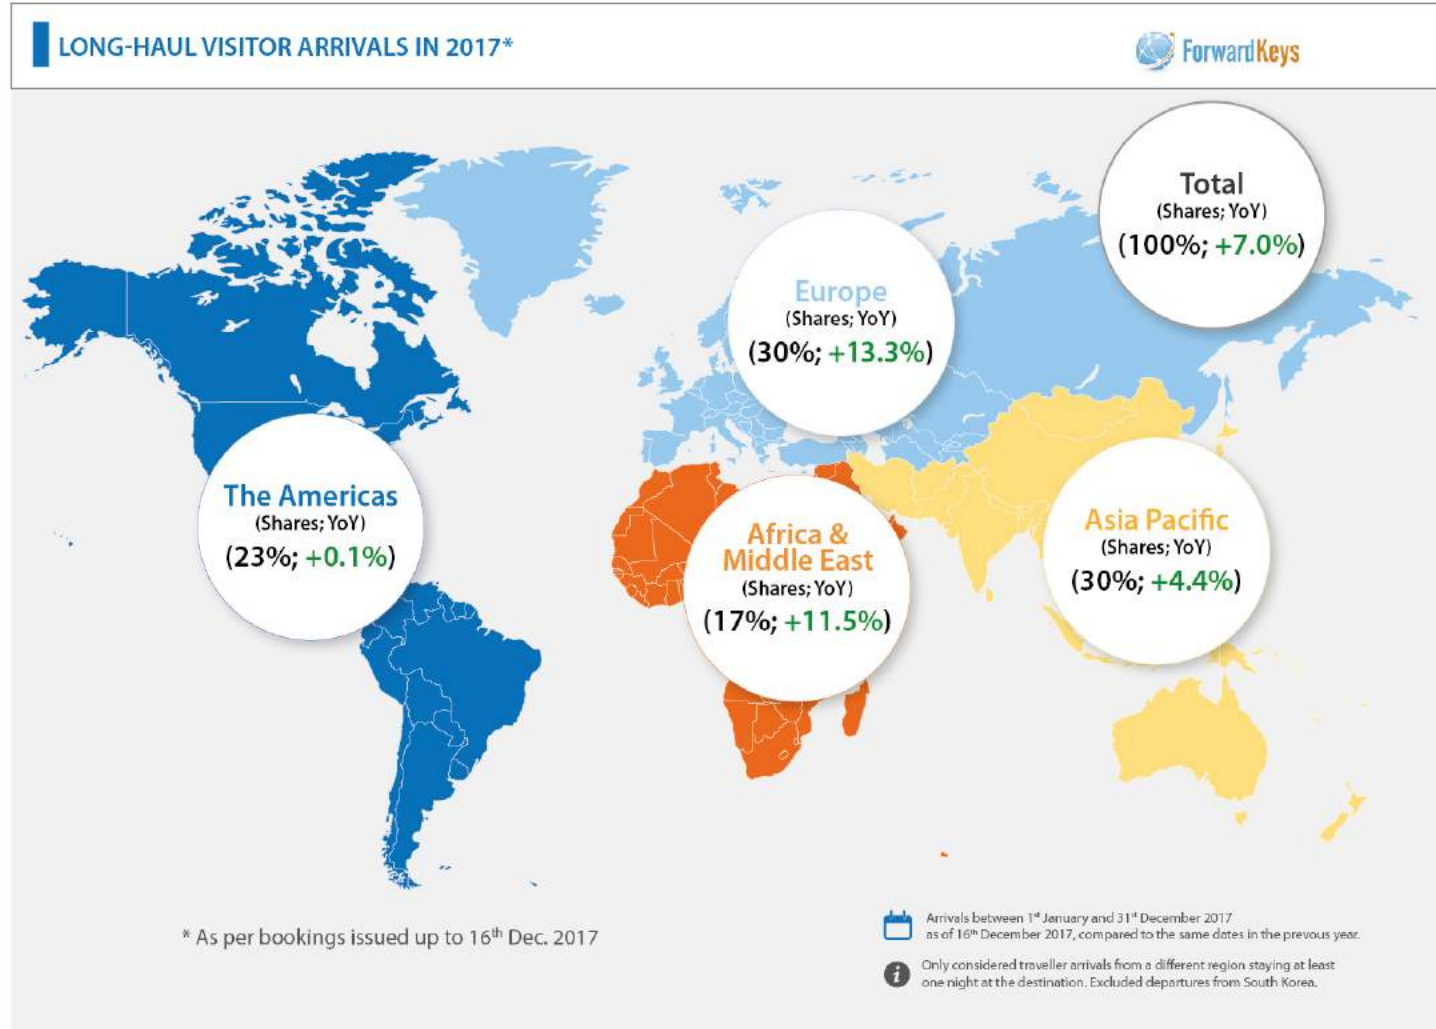 LONG-HAUL VISITOR ARRIVALS IN 2017*
ForwardKeys
Total
(Shares; YoY)
(100%; +7.0%)
Europe
(Shares; YoY)
(30%; +13.3%)
The Americas
(Shares; YoY)
(23%; +0.1%)
Africa &
Middle East
(Shares; YoY)
(17%; +11.5%)
Asia Pacific
(Shares; YoY)
(30%; +4.4%)
* As per bookings issued up to 16th Dec. 2017
Arrivals between 1st January and 31st December 2017
as of 16th December 2017, compared to the same dates in the prevous year.
i
Only considered traveller arrivals from a different region staying at least
one night at the destination. Excluded departures from South Korea.